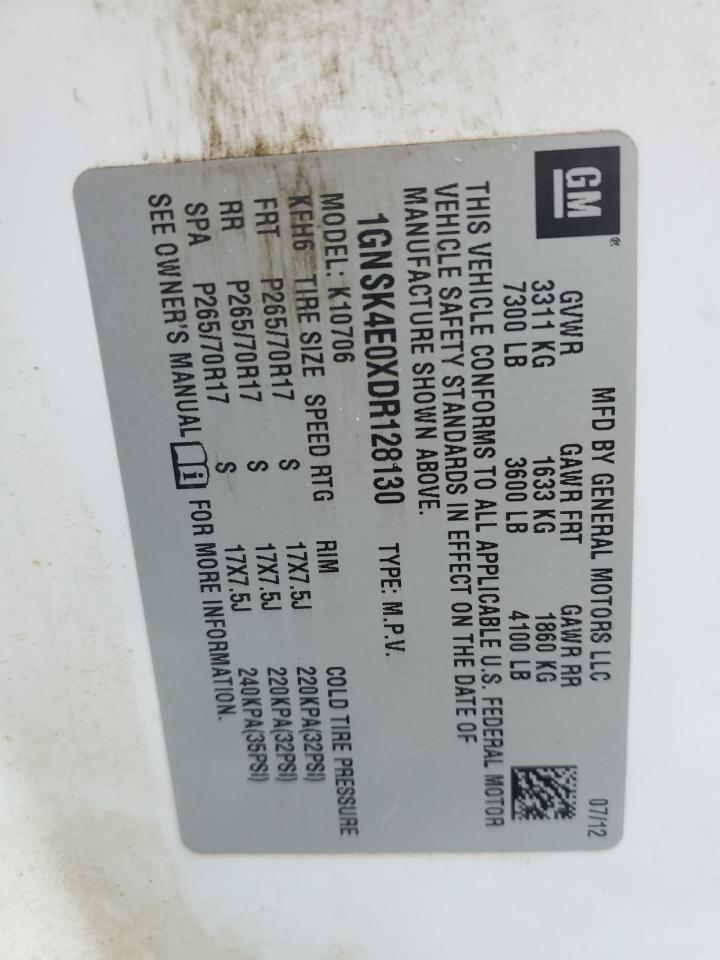 GM®
MFD BY GENERAL MOTORS LLC 07/12
GVWR GAWR FRT GAWR RR
3311 KG 1633 KG 1860 KG
7300 LB 3600 LB 4100 LB
THIS VEHICLE CONFORMS TO ALL APPLICABLE U.S. FEDERAL MOTOR
VEHICLE SAFETY STANDARDS IN EFFECT ON THE DATE OF
MANUFACTURE SHOWN ABOVE.
1GNSK4E0XDR128130 TYPE: M.P.V.
MODEL: K10706
KFH6 TIRE SIZE SPEED RTG RIM COLD TIRE PRESSURE
FRT P265/70R17 S 17X7.5J 220KPA(32PSI)
RR P265/70R17 S 17X7.5J 220KPA(32PSI)
SPA P265/70R17 S 17X7.5J 240KPA(35PSI)
SEE OWNER'S MANUAL i FOR MORE INFORMATION.